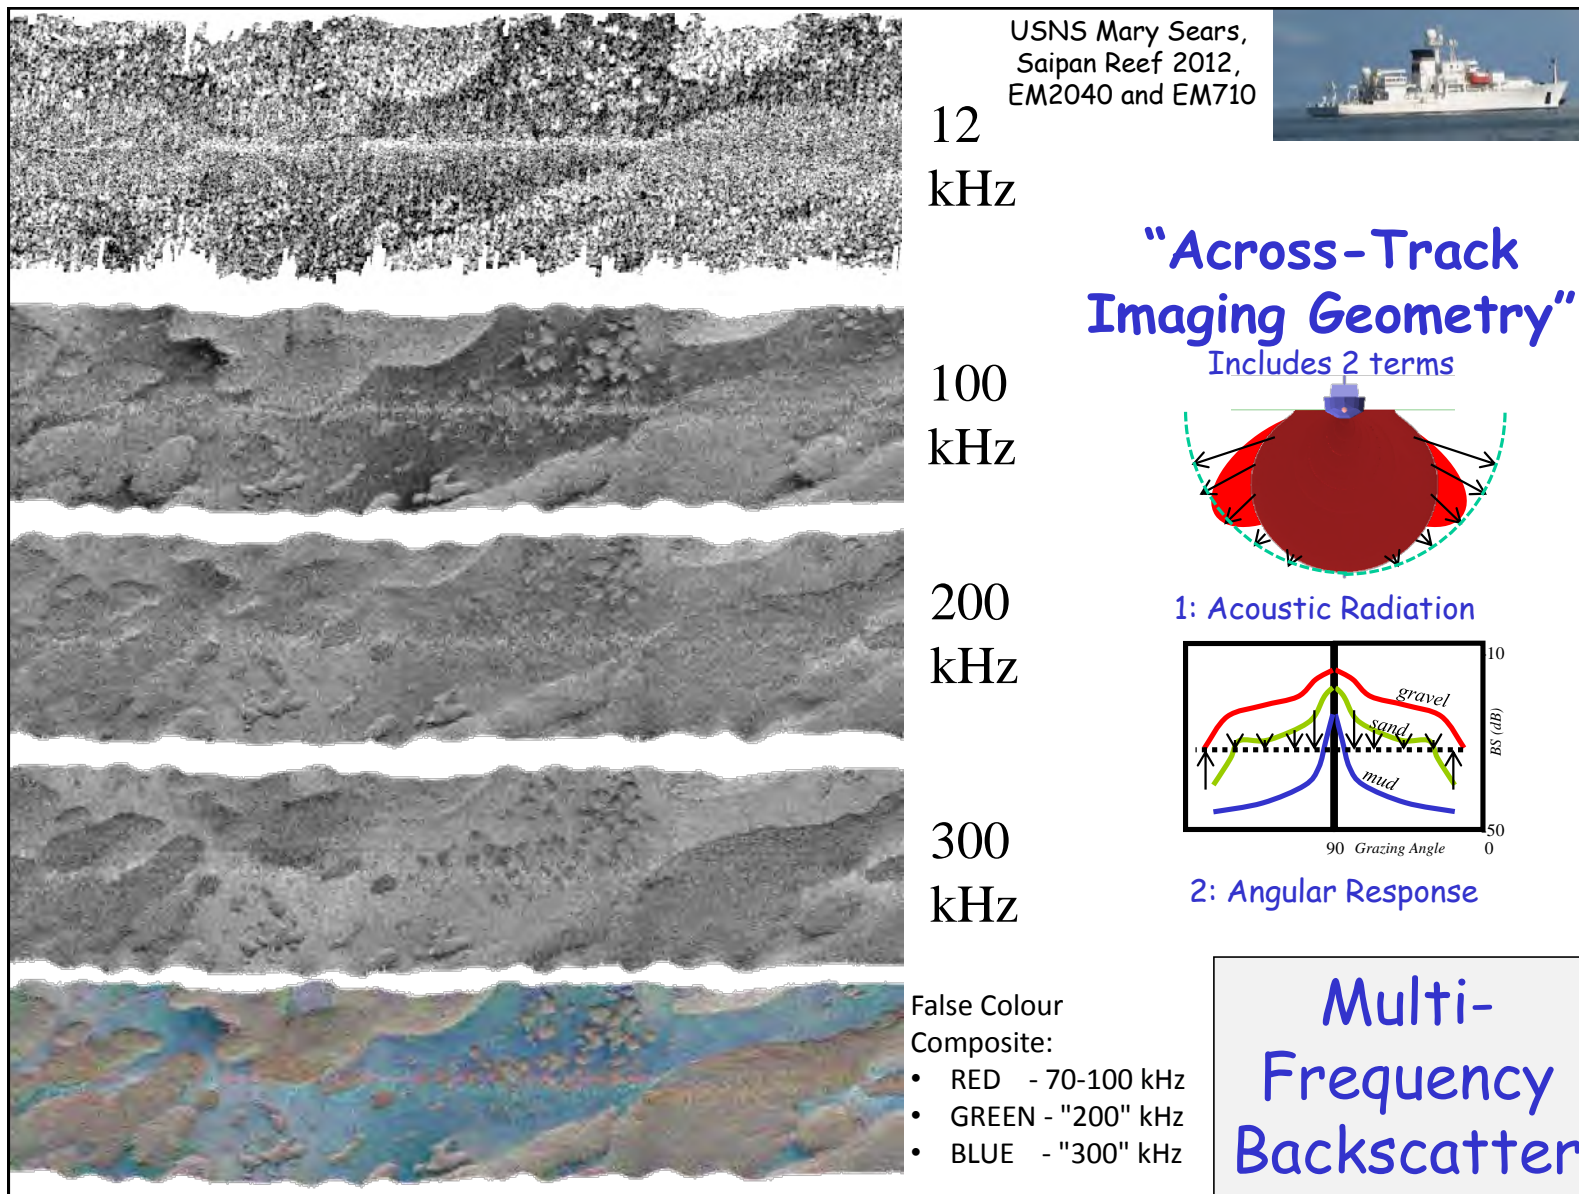 USNS Mary Sears,
Saipan Reef 2012,
EM2040 and EM710
12
kHz
100
kHz
200
kHz
300
kHz
"Across-Track
Imaging Geometry"
Includes 2 terms
1: Acoustic Radiation
10
gravel
sand
mud
BS (dB)
50
90 Grazing Angle 0
2: Angular Response
False Colour
Composite:
• RED - 70-100 kHz
• GREEN - "200" kHz
• BLUE - "300" kHz
Multi-
Frequency
Backscatter